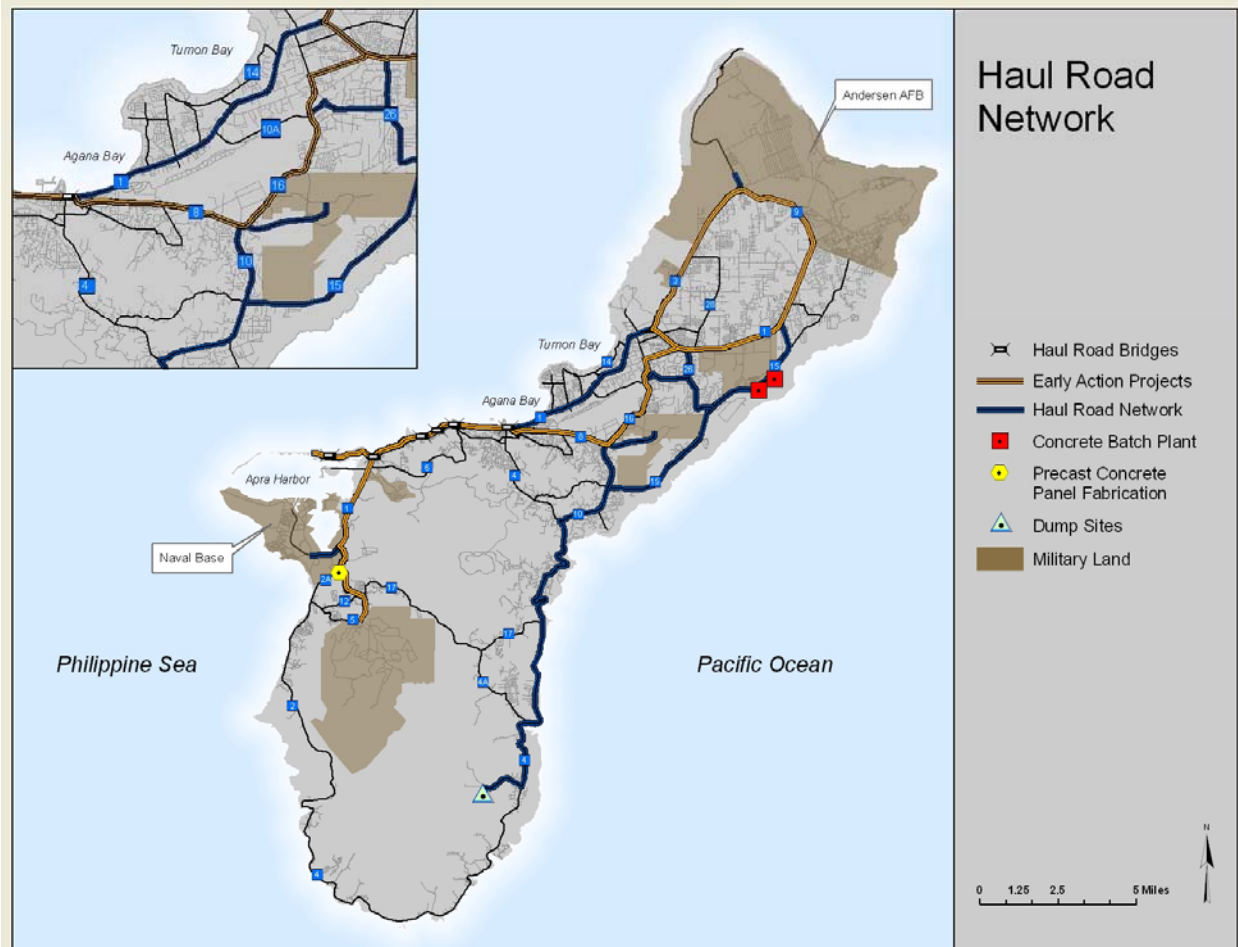 Tumon Bay
14
10A
26
Agana Bay
1
16
8
10
4
15
Andersen AFB
9
3
28
1
Tumon Bay
14
26
15
Agana Bay
1
16
8
6
4
15
Apra Harbor
10
1
Naval Base
2A
12
17
5
17
Philippine Sea
Pacific Ocean
4A
2
4
4
Haul Road
Network
Haul Road Bridges
Early Action Projects
Haul Road Network
Concrete Batch Plant
Precast Concrete
Panel Fabrication
Dump Sites
Military Land
N
0 1.25 2.5 5 Miles